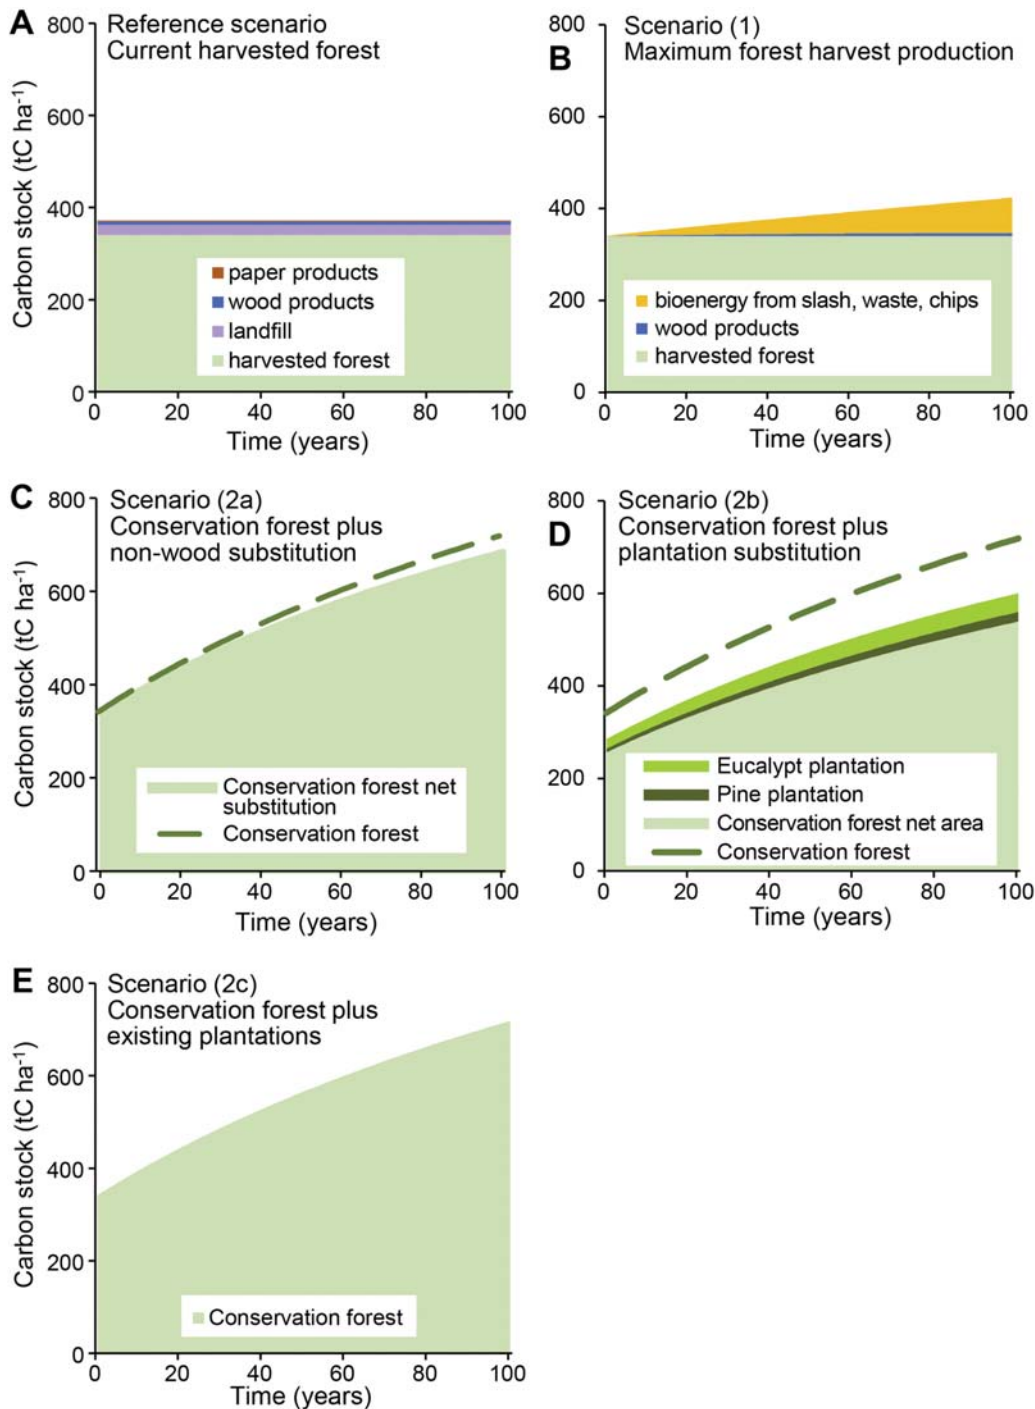 A
Reference scenario
Current harvested forest
Carbon stock (tC ha-1)
800
600
400
200
0
paper products
wood products
landfill
harvested forest
0 20 40 60 80 100
Time (years)
B
Scenario (1)
Maximum forest harvest production
800
600
400
200
0
bioenergy from slash, waste, chips
wood products
harvested forest
0 20 40 60 80 100
Time (years)
C
Scenario (2a)
Conservation forest plus
non-wood substitution
Carbon stock (tC ha-1)
800
600
400
200
0
Conservation forest net
substitution
Conservation forest
0 20 40 60 80 100
Time (years)
D
Scenario (2b)
Conservation forest plus
plantation substitution
800
600
400
200
0
Eucalypt plantation
Pine plantation
Conservation forest net area
Conservation forest
0 20 40 60 80 100
Time (years)
E
Scenario (2c)
Conservation forest plus
existing plantations
Carbon stock (tC ha-1)
800
600
400
200
0
Conservation forest
0 20 40 60 80 100
Time (years)